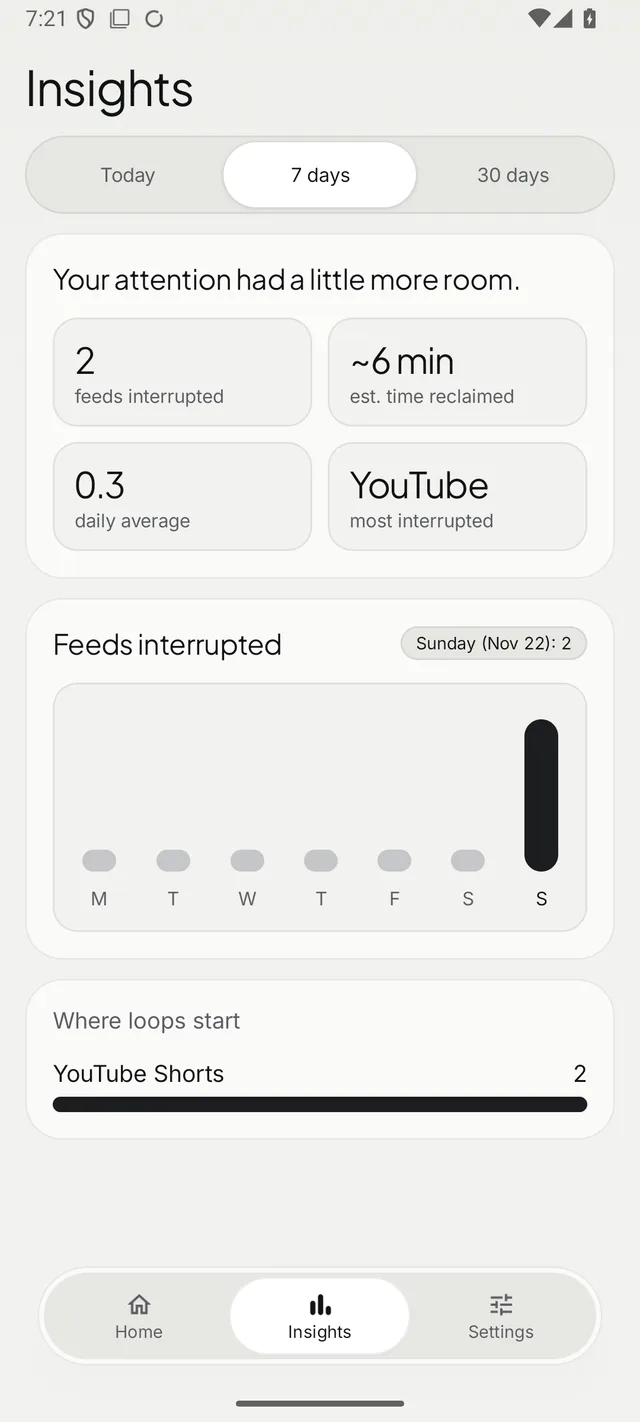 7:21
Insights
Today
7 days
30 days
Your attention had a little more room.
2
feeds interrupted
~6 min
est. time reclaimed
0.3
daily average
YouTube
most interrupted
Feeds interrupted
Sunday (Nov 22): 2
M T W T F S S
Where loops start
YouTube Shorts 2
Home
Insights
Settings